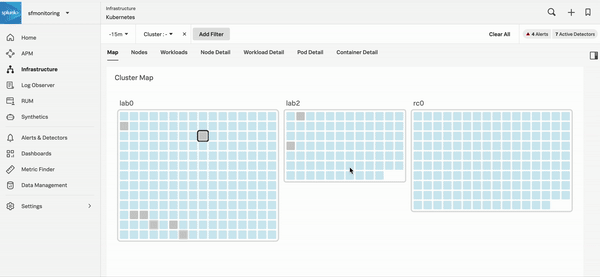 splunk>
sfmonitoring
Infrastructure
Kubernetes
-15m
Cluster : -
Add Filter
Clear All
4 Alerts
7 Active Detectors
Home
APM
Infrastructure
Log Observer
RUM
Synthetics
Alerts & Detectors
Dashboards
Metric Finder
Data Management
Settings
Map
Nodes
Workloads
Node Detail
Workload Detail
Pod Detail
Container Detail
Cluster Map
lab0
lab2
rc0